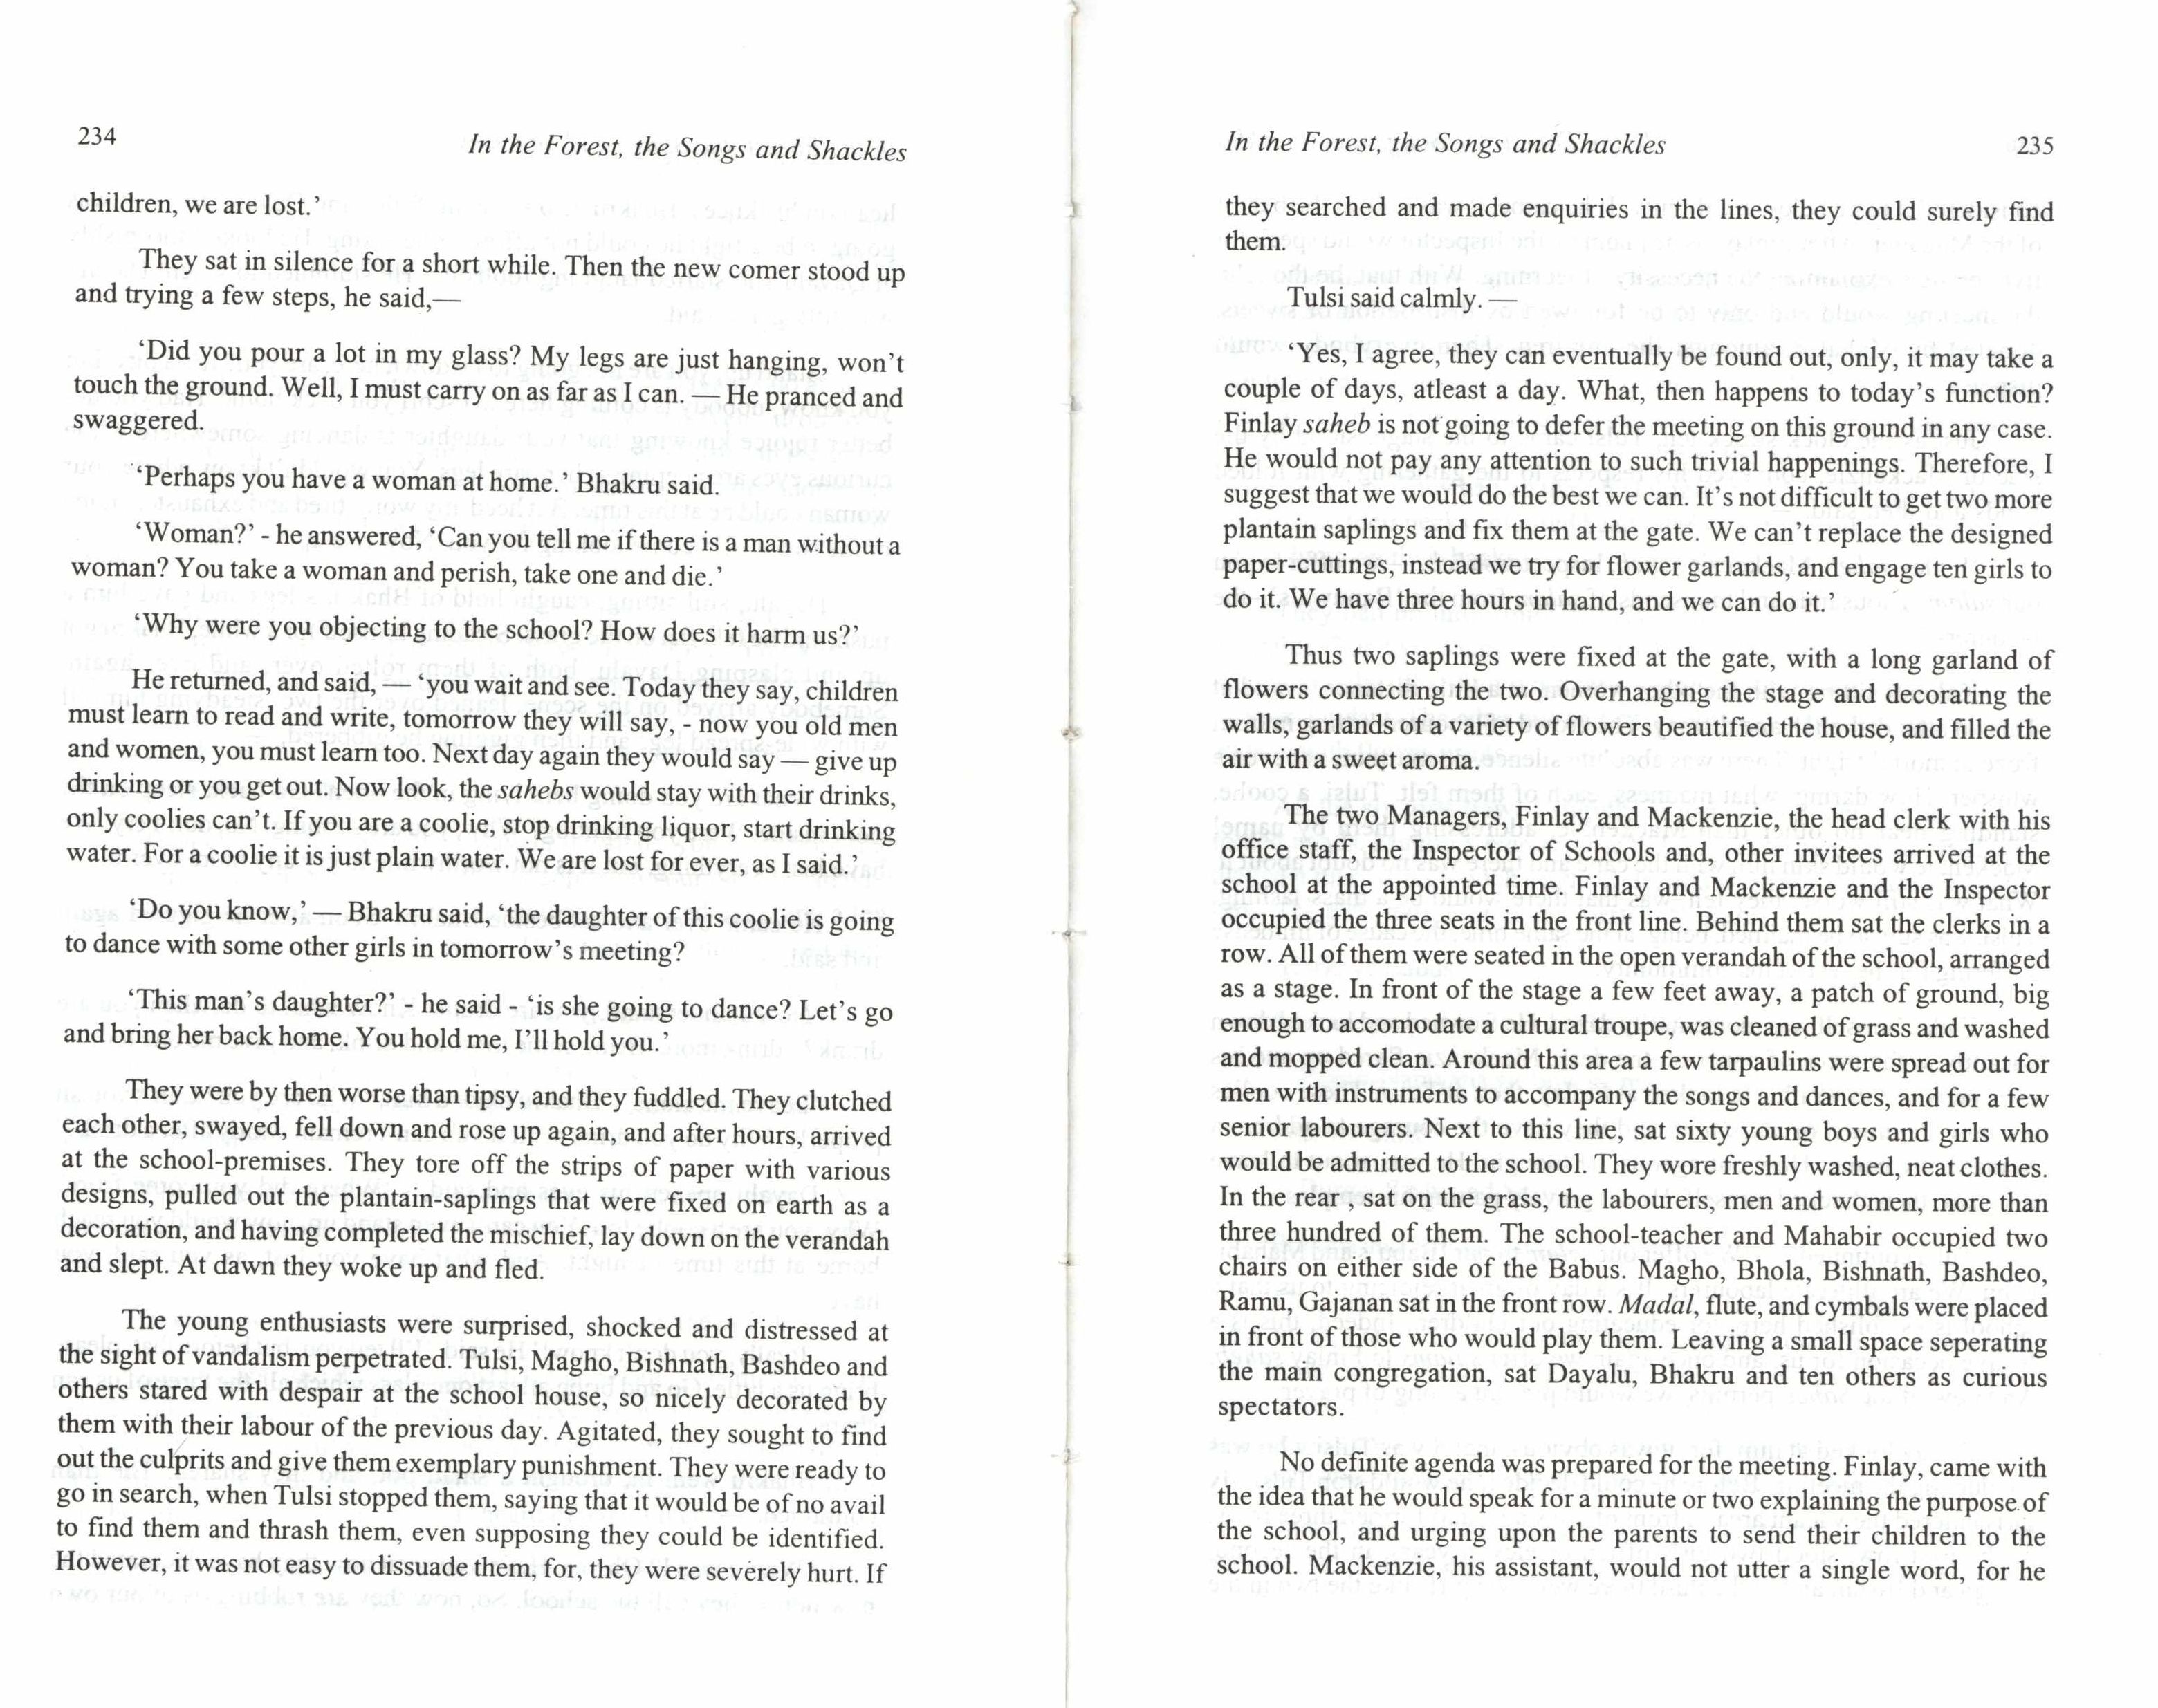 234
In the Forest, the Songs and Shackles
children, we are lost.’
They sat in silence for a short while. Then the new comer stood up
and trying a few steps, he said,—
‘Did you pour a lot in my glass? My legs are just hanging, won’t
touch the ground. Well, I must carry on as far as I can. — He pranced and
swaggered.
‘Perhaps you have a woman at home.’ Bhakru said.
‘Woman?’ - he answered, ‘Can you tell me if there is a man without a
woman? You take a woman and perish, take one and die.’
‘Why were you objecting to the school? How does it harm us?’
He returned, and said, — ‘you wait and see. Today they say, children
must learn to read and write, tomorrow they will say, - now you old men
and women, you must learn too. Next day again they would say — give up
drinking or you get out. Now look, the sahebs would stay with their drinks,
only coolies can’t. If you are a coolie, stop drinking liquor, start drinking
water. For a coolie it is just plain water. We are lost for ever, as I said.’
‘Do you know,’ — Bhakru said, ‘the daughter of this coolie is going
to dance with some other girls in tomorrow’s meeting?
‘This man’s daughter?’ - he said - ‘is she going to dance? Let’s go
and bring her back home. You hold me, I’ll hold you.’
They were by then worse than tipsy, and they fuddled. They clutched
each other, swayed, fell down and rose up again, and after hours, arrived
at the school-premises. They tore off the strips of paper with various
designs, pulled out the plantain-saplings that were fixed on earth as a
decoration, and having completed the mischief, lay down on the verandah
and slept. At dawn they woke up and fled.
The young enthusiasts were surprised, shocked and distressed at
the sight of vandalism perpetrated. Tulsi, Magho, Bishnath, Bashdeo and
others stared with despair at the school house, so nicely decorated by
them with their labour of the previous day. Agitated, they sought to find
out the culprits and give them exemplary punishment. They were ready to
go in search, when Tulsi stopped them, saying that it would be of no avail
to find them and thrash them, even supposing they could be identified.
However, it was not easy to dissuade them, for, they were severely hurt. If
In the Forest, the Songs and Shackles
235
they searched and made enquiries in the lines, they could surely find
them.
Tulsi said calmly. —
‘Yes, I agree, they can eventually be found out, only, it may take a
couple of days, atleast a day. What, then happens to today’s function?
Finlay saheb is not going to defer the meeting on this ground in any case.
He would not pay any attention to such trivial happenings. Therefore, I
suggest that we would do the best we can. It’s not difficult to get two more
plantain saplings and fix them at the gate. We can’t replace the designed
paper-cuttings, instead we try for flower garlands, and engage ten girls to
do it. We have three hours in hand, and we can do it.’
Thus two saplings were fixed at the gate, with a long garland of
flowers connecting the two. Overhanging the stage and decorating the
walls, garlands of a variety of flowers beautified the house, and filled the
air with a sweet aroma.
The two Managers, Finlay and Mackenzie, the head clerk with his
office staff, the Inspector of Schools and, other invitees arrived at the
school at the appointed time. Finlay and Mackenzie and the Inspector
occupied the three seats in the front line. Behind them sat the clerks in a
row. All of them were seated in the open verandah of the school, arranged
as a stage. In front of the stage a few feet away, a patch of ground, big
enough to accomodate a cultural troupe, was cleaned of grass and washed
and mopped clean. Around this area a few tarpaulins were spread out for
men with instruments to accompany the songs and dances, and for a few
senior labourers. Next to this line, sat sixty young boys and girls who
would be admitted to the school. They wore freshly washed, neat clothes.
In the rear , sat on the grass, the labourers, men and women, more than
three hundred of them. The school-teacher and Mahabir occupied two
chairs on either side of the Babus. Magho, Bhola, Bishnath, Bashdeo,
Ramu, Gajanan sat in the front row. Madal, flute, and cymbals were placed
in front of those who would play them. Leaving a small space seperating
the main congregation, sat Dayalu, Bhakru and ten others as curious
spectators.
No definite agenda was prepared for the meeting. Finlay, came with
the idea that he would speak for a minute or two explaining the purpose of
the school, and urging upon the parents to send their children to the
school. Mackenzie, his assistant, would not utter a single word, for he